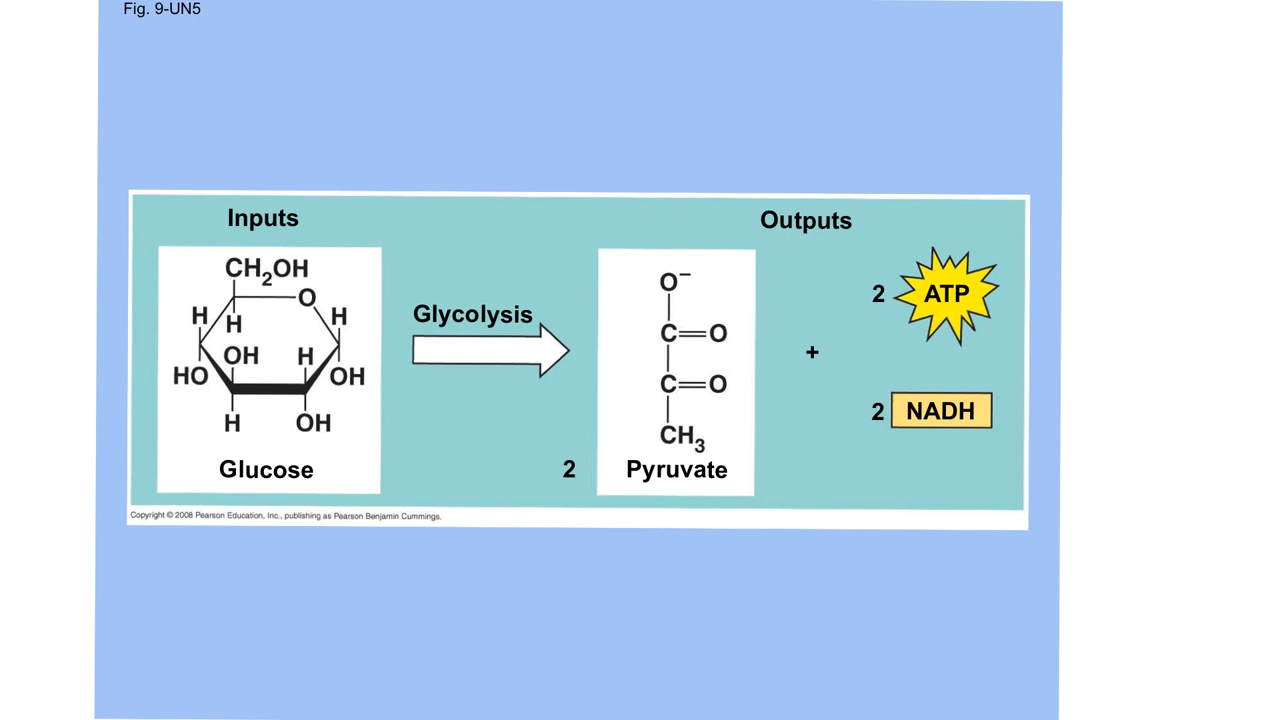 Fig. 9-UN5
Inputs
Outputs
CH2OH
O
H
H
H
OH
H
HO
OH
H
OH
Glucose
Glycolysis
O–
C=O
C=O
CH3
2
Pyruvate
+
2
ATP
2
NADH
Copyright © 2008 Pearson Education, Inc., publishing as Pearson Benjamin Cummings.